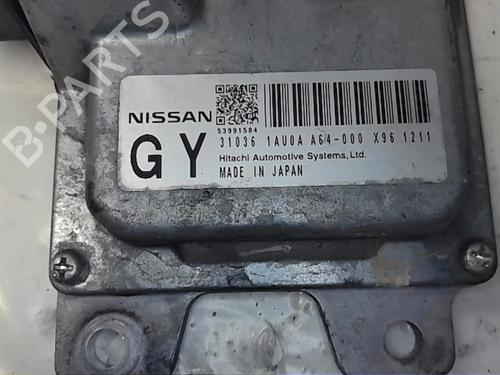 B-PARTS
NISSAN
53991584
GY
31036 1AU0A A64-000 X96 1211
Hitachi Automotive Systems, Ltd.
MADE IN JAPAN